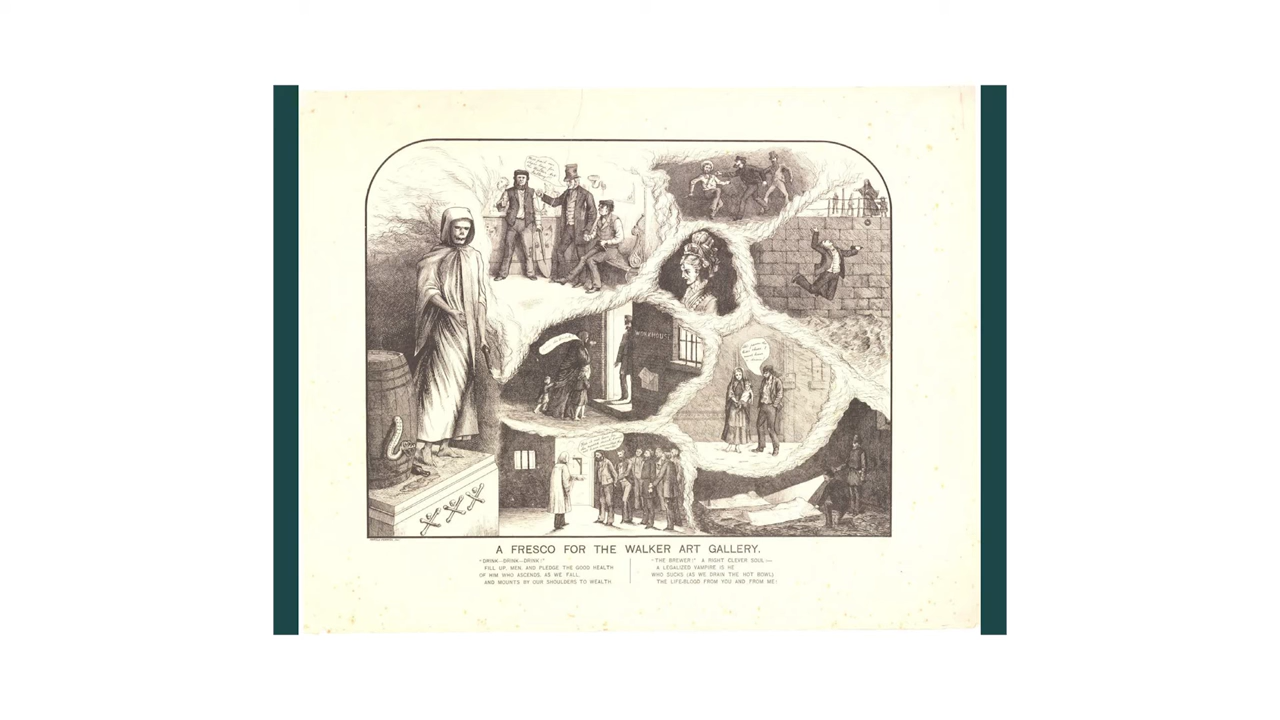 WORKHOUSE
A FRESCO FOR THE WALKER ART GALLERY.
"DRINK—DRINK—DRINK!"
FILL UP, MEN, AND PLEDGE THE GOOD HEALTH
OF HIM WHO ASCENDS, AS WE FALL,
AND MOUNTS BY OUR SHOULDERS TO WEALTH.
"THE BREWER!" A RIGHT CLEVER SOUL—
A LEGALIZED VAMPIRE IS HE
WHO SUCKS (AS WE DRAIN THE HOT BOWL)
THE LIFE-BLOOD FROM YOU AND FROM ME!